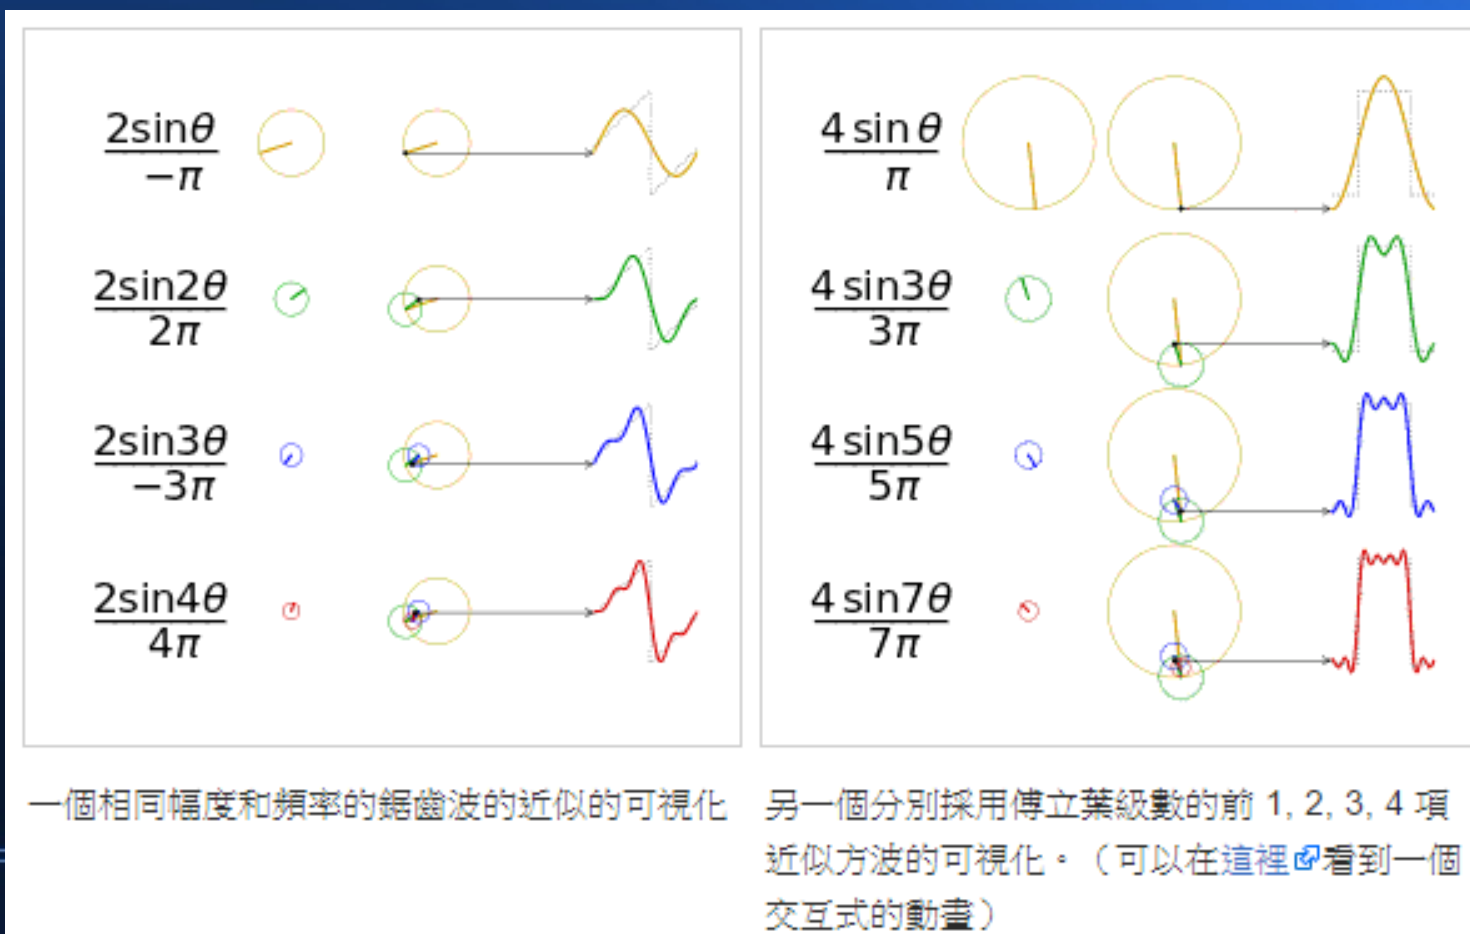 2sinθ
−π
2sin2θ
2π
2sin3θ
−3π
2sin4θ
4π
4 sin θ
π
4 sin3θ
3π
4 sin5θ
5π
4 sin7θ
7π
一個相同幅度和頻率的鋸齒波的近似的可視化
另一個分別採用傅立葉級數的前 1, 2, 3, 4 項
近似方波的可視化。（可以在這裡看到一個
交互式的動畫）